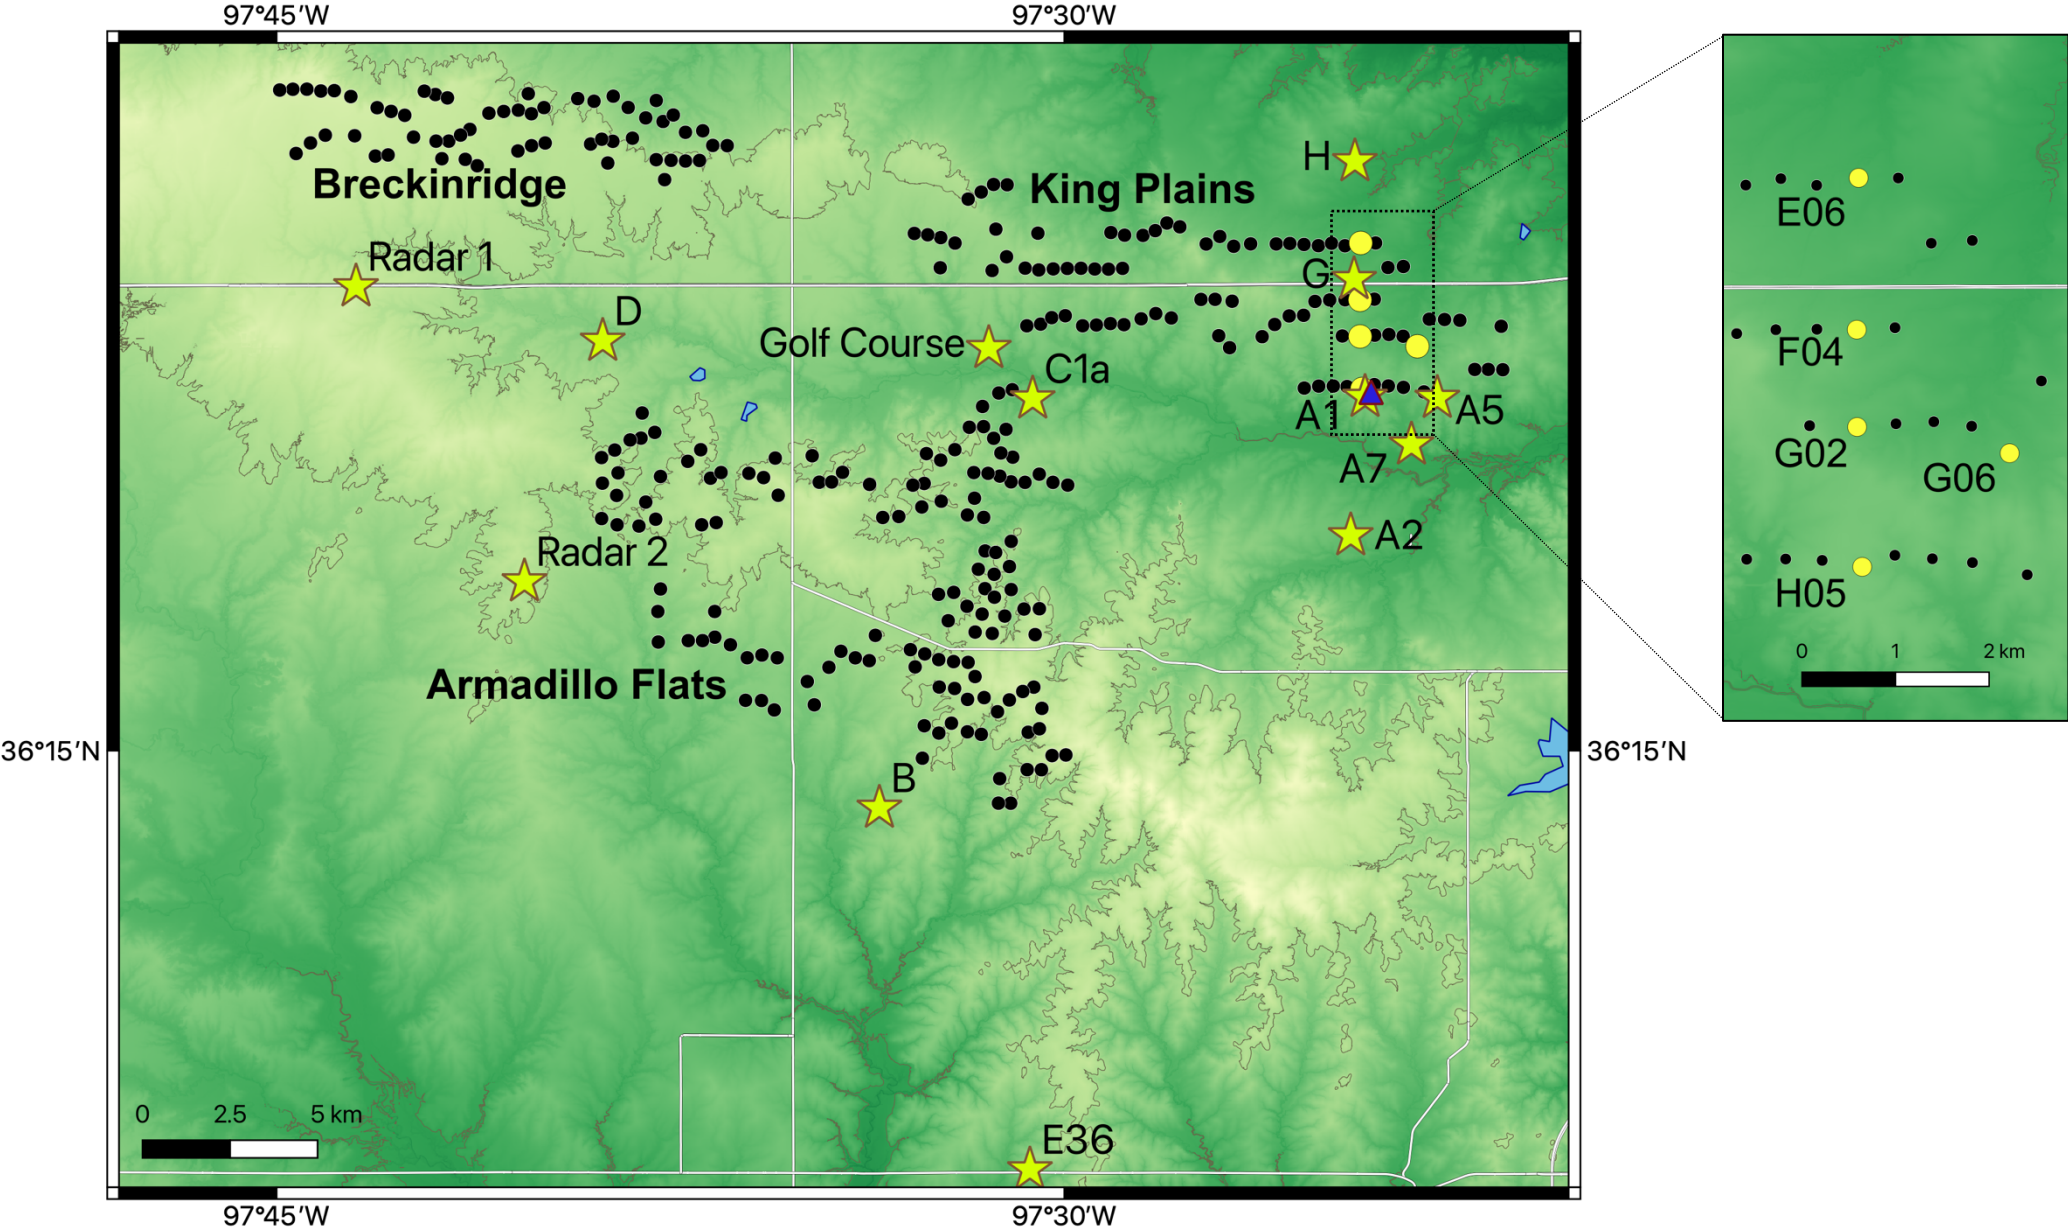 97°45′W
97°30′W
H
Breckinridge
King Plains
E06
Radar 1
G
D
Golf Course
F04
C1a
A1
A5
G02
A7
G06
A2
Radar 2
H05
0 1 2 km
Armadillo Flats
36°15′N
36°15′N
B
0 2.5 5 km
E36
97°45′W
97°30′W